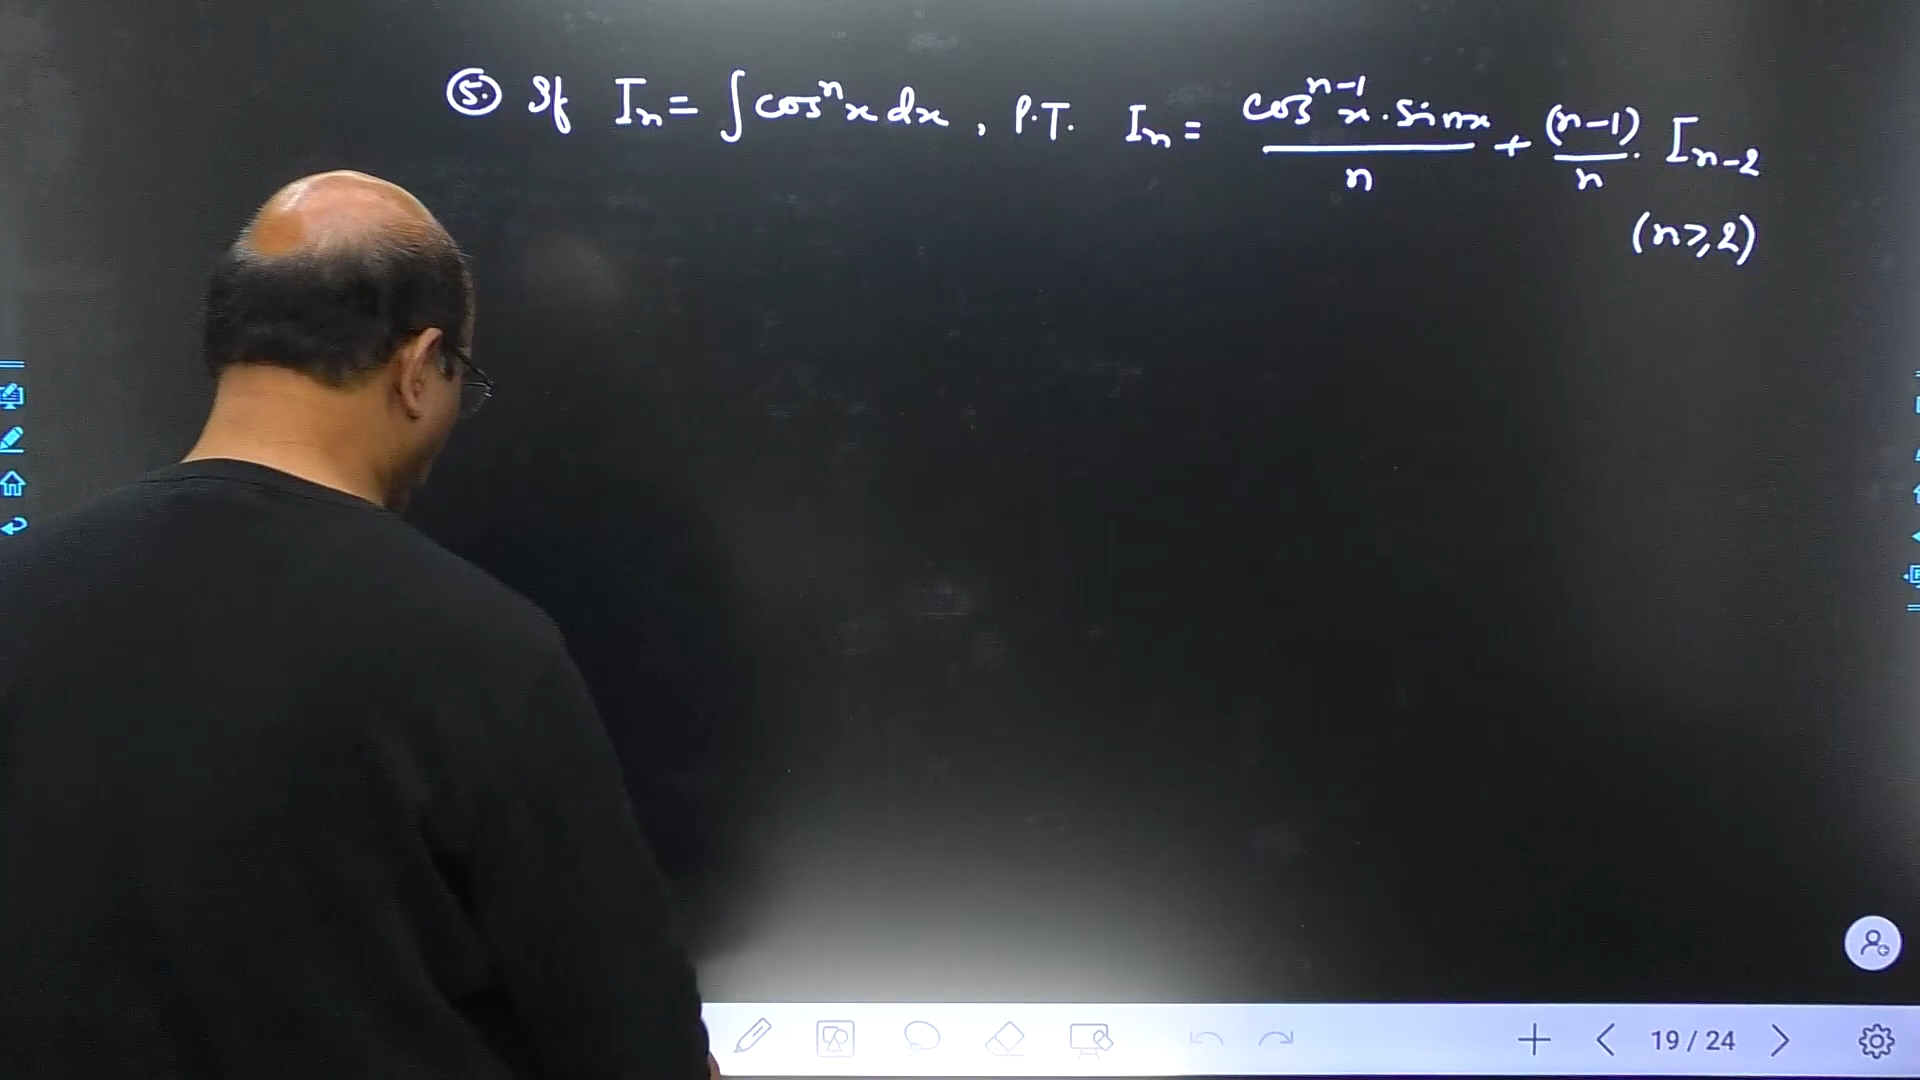 ⑤. If Iₙ = ∫cosⁿx dx, P.T. Iₙ = (cosⁿ⁻¹x · sinx)/n + (n-1)/n · Iₙ₋₂
(n⩾2)
19 / 24